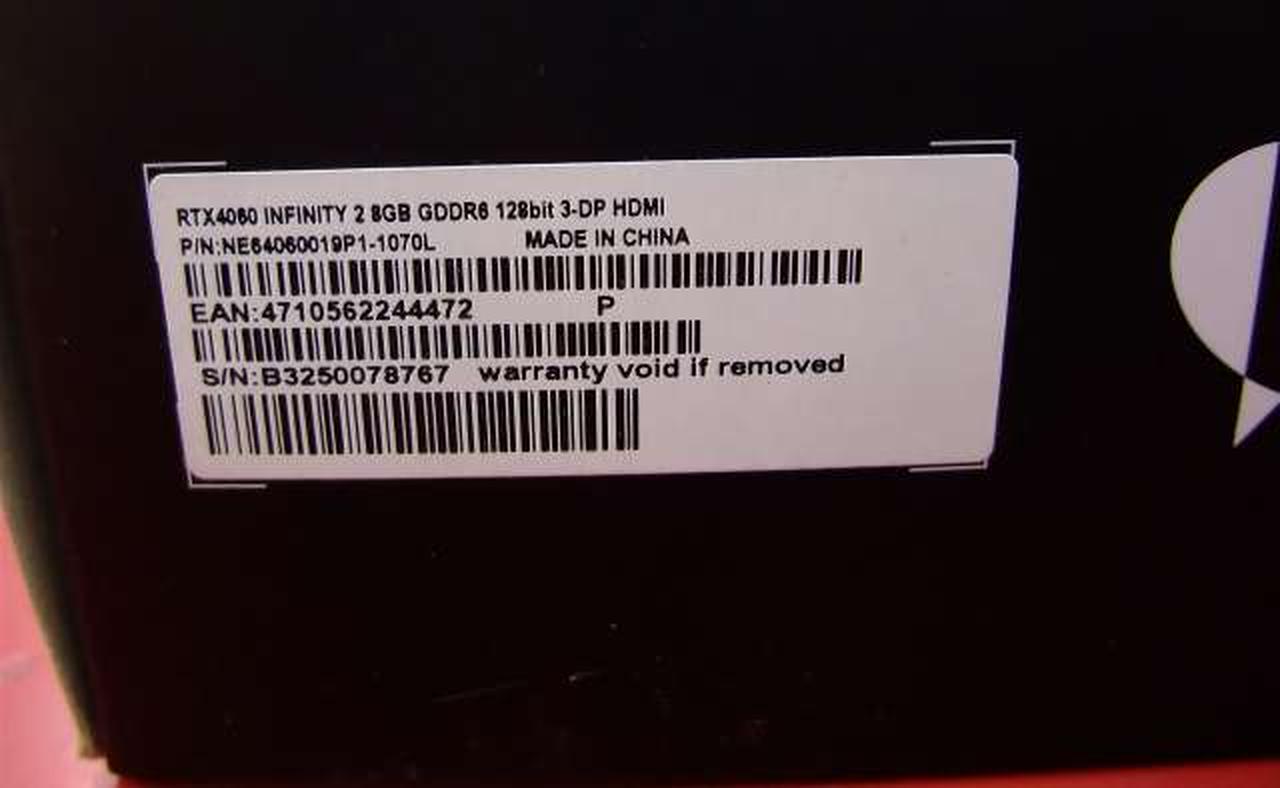 RTX4060 INFINITY 2 8GB GDDR6 128bit 3-DP HDMI
P/N:NE64060019P1-1070L MADE IN CHINA
EAN:4710562244472 P
S/N:B3250078767 warranty void if removed